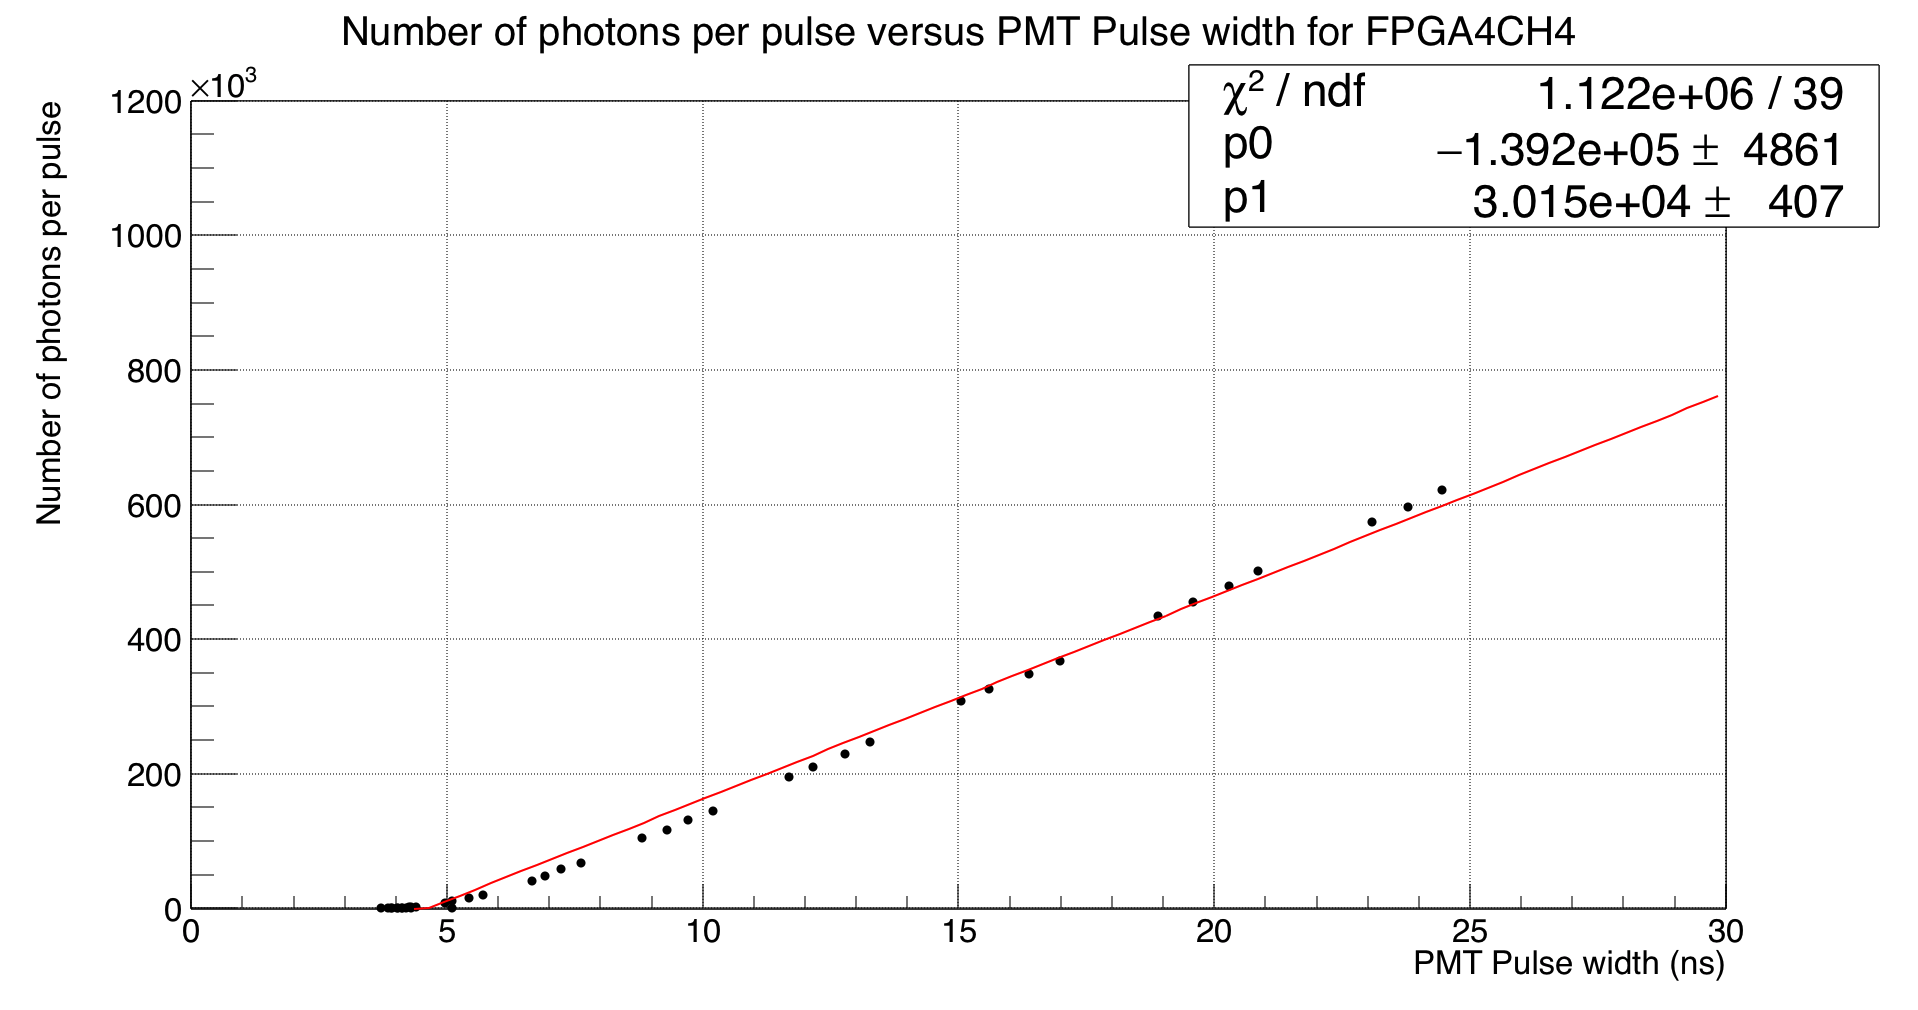 Number of photons per pulse versus PMT Pulse width for FPGA4CH4
×10³
χ² / ndf 1.122e+06 / 39
p0 −1.392e+05 ± 4861
p1 3.015e+04 ± 407
Number of photons per pulse
1200
1000
800
600
400
200
0
0 5 10 15 20 25 30
PMT Pulse width (ns)